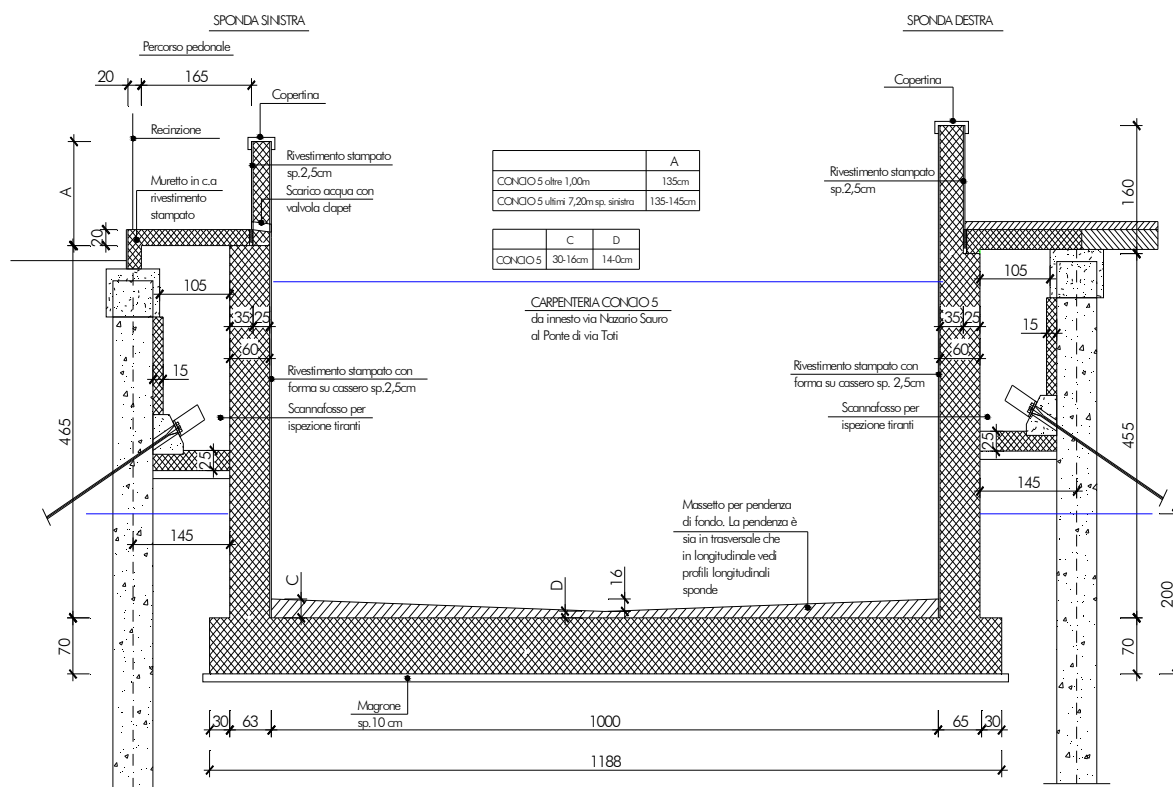 SPONDA SINISTRA
SPONDA DESTRA
Percorso pedonale
20
165
Copertina
Copertina
Recinzione
A
Muretto in c.a
rivestimento
stampato
20
Rivestimento stampato
sp.2,5cm
Scarico acqua con
valvola clapet
A
CONCIO 5 oltre 1,00m
135cm
CONCIO 5 ultimi 7,20m sp. sinistra
135-145cm
C
D
CONCIO 5
30-16cm
14-0cm
Rivestimento stampato
sp.2,5cm
160
105
105
CARPENTERIA CONCIO 5
da innesto via Nazario Sauro
al Ponte di via Toti
35
25
60
35
25
60
15
15
Rivestimento stampato con
forma su cassero sp.2,5cm
Scannafosso per
ispezione tiranti
Rivestimento stampato con
forma su cassero sp. 2,5cm
Scannafosso per
ispezione tiranti
465
25
25
455
145
145
Massetto per pendenza
di fondo. La pendenza è
sia in trasversale che
in longitudinale vedi
profili longitudinali
sponde
C
D
16
200
70
70
Magrone
sp.10 cm
30
63
1000
65
30
1188